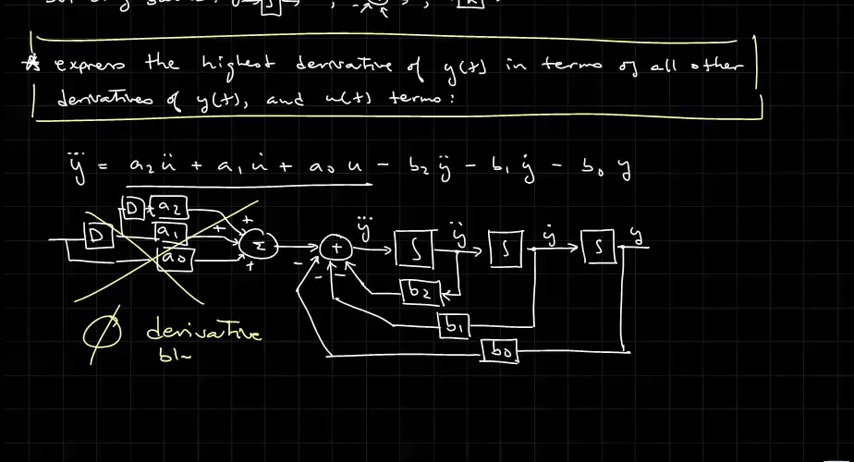 express the highest derivative of y(t) in terms of all other
derivatives of y(t), and u(t) terms:
y⃛ = a₂ü + a₁u̇ + a₀u − b₂ÿ − b₁ẏ − b₀y
D a₂
D a₁
a₀
+ + + Σ
+ − − −
y⃛ ∫ ÿ ∫ ẏ ∫ y
b₂
b₁
b₀
∅ derivative